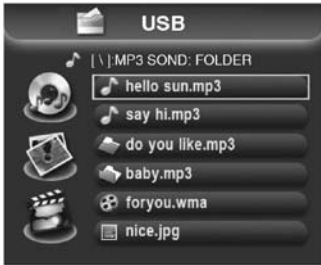 USB
[ \ ]:MP3 SOND: FOLDER
hello sun.mp3
say hi.mp3
do you like.mp3
baby.mp3
foryou.wma
nice.jpg